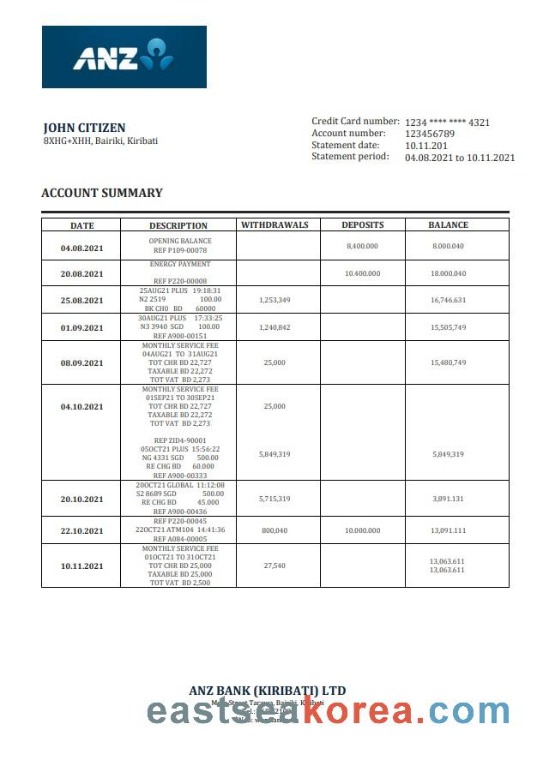 ANZ
JOHN CITIZEN
8XHG+XHH, Bairiki, Kiribati
Credit Card number: 1234 **** **** 4321
Account number: 123456789
Statement date: 10.11.201
Statement period: 04.08.2021 to 10.11.2021
ACCOUNT SUMMARY
DATE DESCRIPTION WITHDRAWALS DEPOSITS BALANCE
OPENING BALANCE
04.08.2021 8,400.000 8.000.040
REF P109-00078
ENERGY PAYMENT
20.08.2021 10.400.000 18.000.040
REF P220-00008
25AUG21 PLUS 19:18:31
25.08.2021 N2 2519 100.00 1,253,349 16,746.631
BK CH0 BD 60000
30AUG21 PLUS 17:33:25
01.09.2021 N3 3940 SGD 100.00 1,240,842 15,505,749
REF A900-00151
MONTHLY SERVICE FEE
04AUG21 TO 31AUG21
08.09.2021 TOT CHR BD 22,727 25,000 15,480,749
TAXABLE BD 22,272
TOT VAT BD 2,273
MONTHLY SERVICE FEE
01SEP21 TO 30SEP21
04.10.2021 TOT CHR BD 22,727 25,000
TAXABLE BD 22,272
TOT VAT BD 2,273
REP ZID4-90001
05OCT21 PLUS 15:56:22
NG 4331 SGD 500.00 5,849,319 5,849,319
RE CHG BD 60.000
REF A900-00333
20OCT21 GLOBAL 11:12:08
20.10.2021 S2 8689 SGD 500.00 5,715,319 3,091.131
RE CHG BD 45.000
REF A900-00436
REF P220-00045
22.10.2021 22OCT21 ATM104 14:41:36 800,040 10.000.000 13,091.111
REF A084-00005
MONTHLY SERVICE FEE
01OCT21 TO 31OCT21
10.11.2021 TOT CHR BD 25,000 27,540 13,063.611
TAXABLE BD 25,000 13,063.611
TOT VAT BD 2,500
ANZ BANK (KIRIBATI) LTD
Bairiki, Kiribati
eastseakorea.com